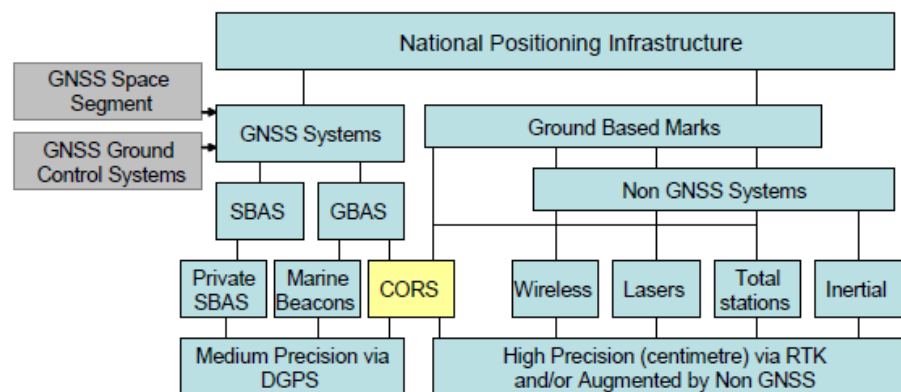 National Positioning Infrastructure
GNSS Space
Segment
GNSS Systems
Ground Based Marks
GNSS Ground
Control Systems
Non GNSS Systems
SBAS
GBAS
Private
SBAS
Marine
Beacons
CORS
Wireless
Lasers
Total
stations
Inertial
Medium Precision via
DGPS
High Precision (centimetre) via RTK
and/or Augmented by Non GNSS